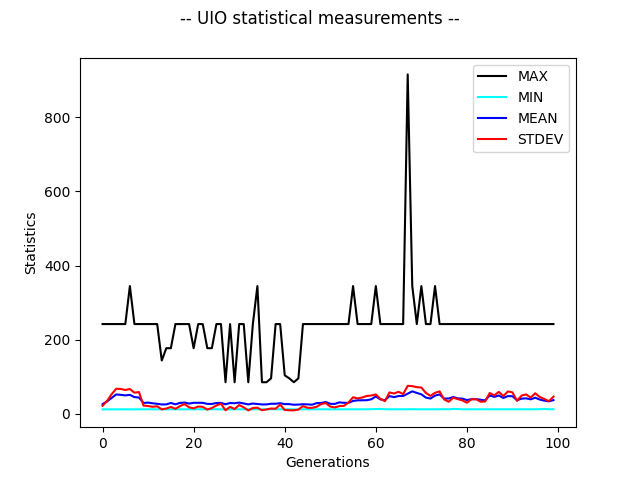 -- UIO statistical measurements --
MAX
MIN
MEAN
STDEV
Statistics
800
600
400
200
0
0 20 40 60 80 100
Generations